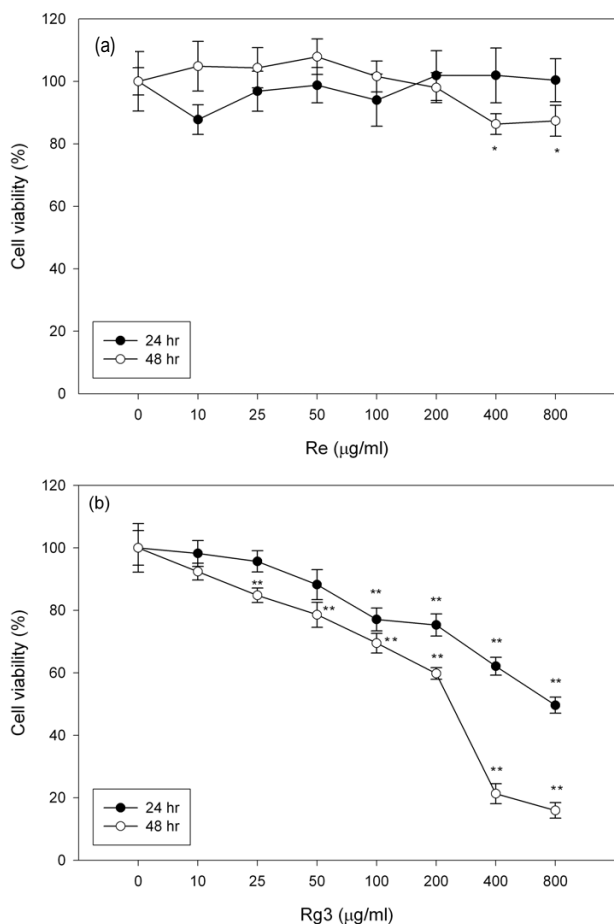 (a)
120
100
80
60
40
20
0
Cell viability (%)
* *
24 hr
48 hr
0 10 25 50 100 200 400 800
Re (μg/ml)
(b)
120
100
80
60
40
20
0
Cell viability (%)
** ** ** ** ** ** ** ** ** **
24 hr
48 hr
0 10 25 50 100 200 400 800
Rg3 (μg/ml)